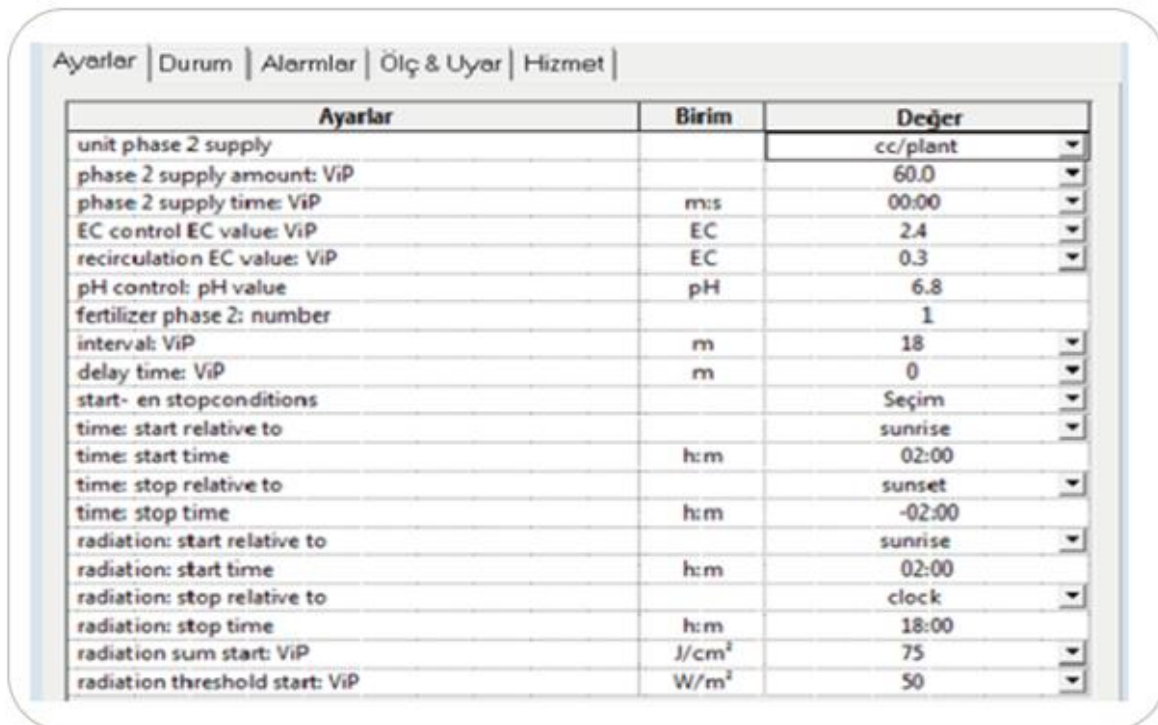 Ayarlar Durum Alarmlar Ölç & Uyar Hizmet
Ayarlar Birim Değer
unit phase 2 supply cc/plant
phase 2 supply amount: ViP 60.0
phase 2 supply time: ViP m:s 00:00
EC control EC value: ViP EC 2.4
recirculation EC value: ViP EC 0.3
pH control: pH value pH 6.8
fertilizer phase 2: number 1
interval: ViP m 18
delay time: ViP m 0
start- en stopconditions Seçim
time: start relative to sunrise
time: start time h:m 02:00
time: stop relative to sunset
time: stop time h:m -02:00
radiation: start relative to sunrise
radiation: start time h:m 02:00
radiation: stop relative to clock
radiation: stop time h:m 18:00
radiation sum start: ViP J/cm² 75
radiation threshold start: ViP W/m² 50